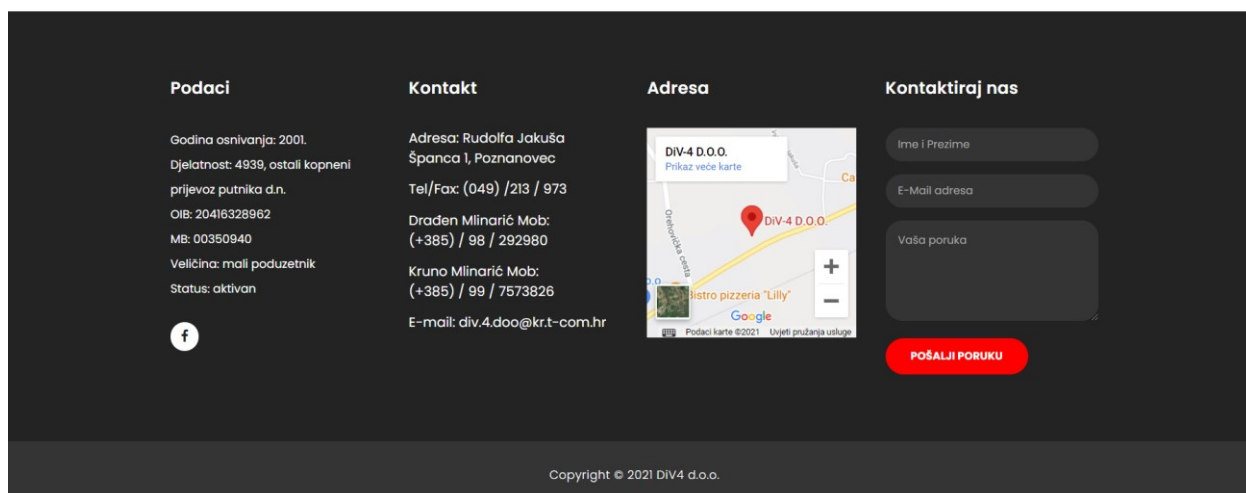 Podaci
Godina osnivanja: 2001.
Djelatnost: 4939, ostali kopneni
prijevoz putnika d.n.
OIB: 20416328962
MB: 00350940
Veličina: mali poduzetnik
Status: aktivan
Kontakt
Adresa: Rudolfa Jakuša
Španca 1, Poznanovec
Tel/Fax: (049) /213 / 973
Drađen Mlinarić Mob:
(+385) / 98 / 292980
Kruno Mlinarić Mob:
(+385) / 99 / 7573826
E-mail: div.4.doo@kr.t-com.hr
Adresa
DiV-4 D.O.O.
Prikaz veće karte
Ca
DiV-4 D.O.O.
Orehovička cesta
Bistro pizzeria "Lilly"
Google
Podaci karte ©2021 Uvjeti pružanja usluge
Kontaktiraj nas
Ime i Prezime
E-Mail adresa
Vaša poruka
POŠALJI PORUKU
Copyright © 2021 DiV4 d.o.o.